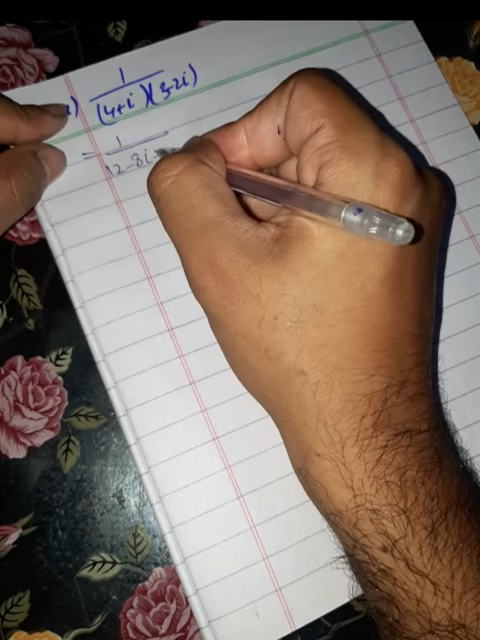 1
(4+i)(3-2i)
= 1
12-8i